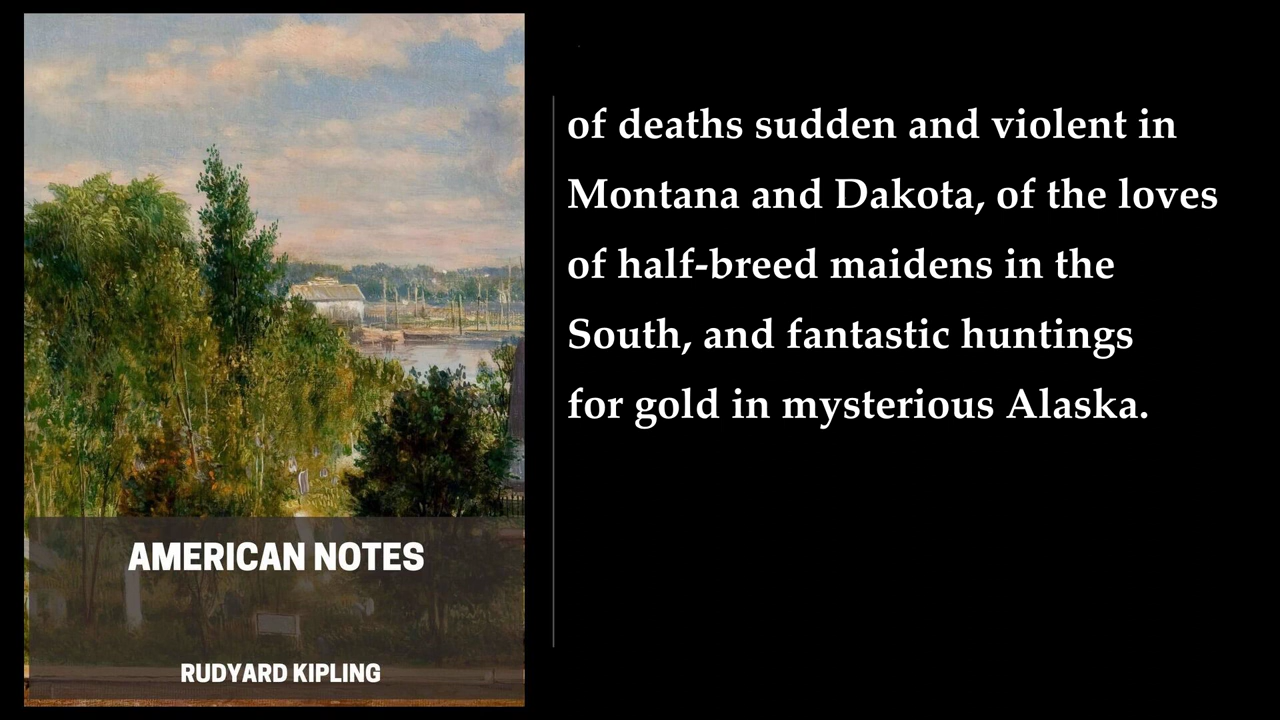 of deaths sudden and violent in
Montana and Dakota, of the loves
of half-breed maidens in the
South, and fantastic huntings
for gold in mysterious Alaska.
AMERICAN NOTES
RUDYARD KIPLING